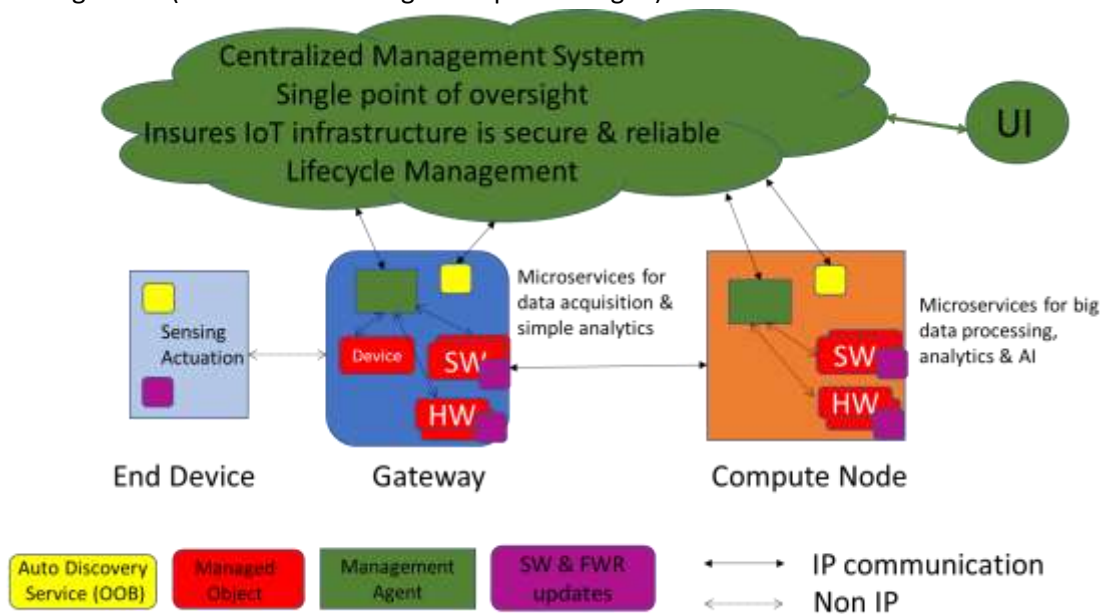 Centralized Management System
Single point of oversight
Insures IoT infrastructure is secure & reliable
Lifecycle Management
UI
Sensing
Actuation
Device
SW
HW
Microservices for
data acquisition &
simple analytics
SW
HW
Microservices for big
data processing,
analytics & AI
End Device
Gateway
Compute Node
Auto Discovery
Service (OOB)
Managed
Object
Management
Agent
SW & FWR
updates
IP communication
Non IP